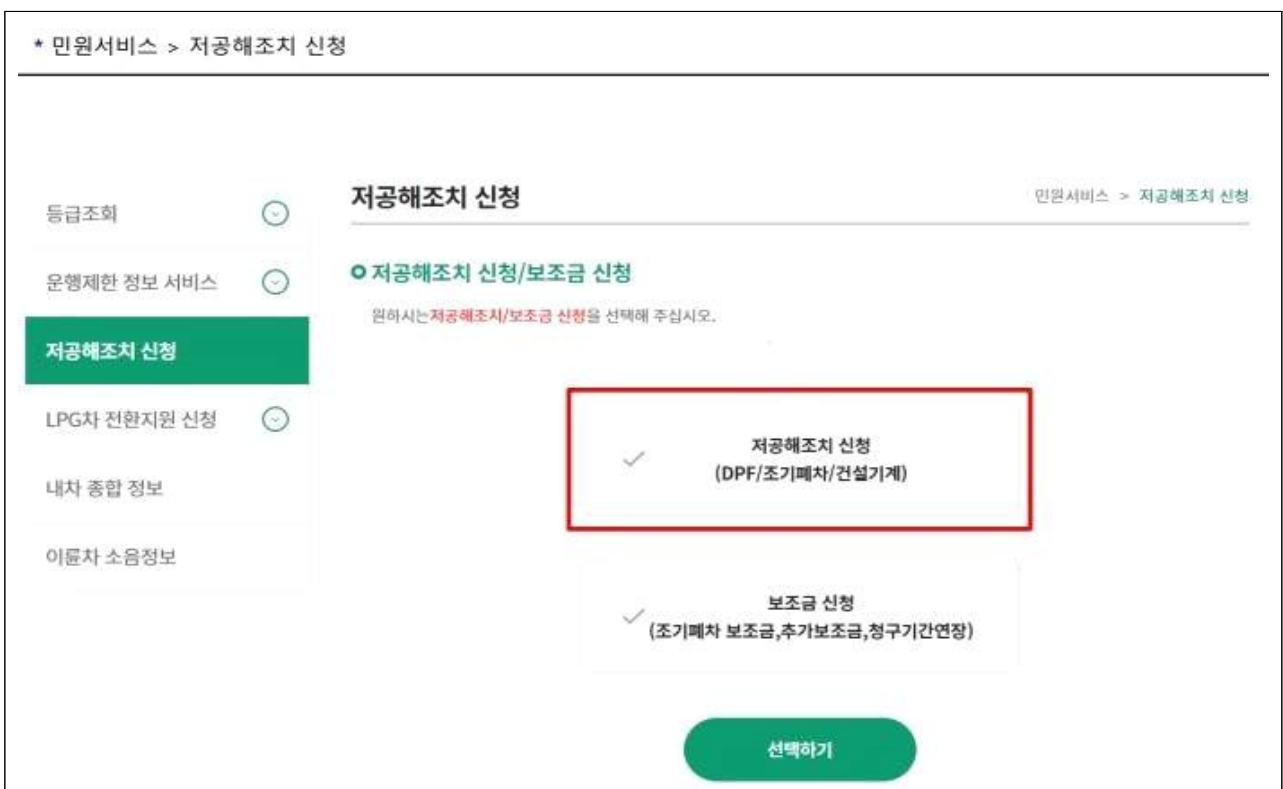 * 민원서비스 > 저공해조치 신청
등급조회
운행제한 정보 서비스
저공해조치 신청
LPG차 전환지원 신청
내차 종합 정보
이륜차 소음정보
저공해조치 신청
민원서비스 > 저공해조치 신청
저공해조치 신청/보조금 신청
원하시는저공해조치/보조금 신청을 선택해 주십시오.
저공해조치 신청
(DPF/조기폐차/건설기계)
보조금 신청
(조기폐차 보조금,추가보조금,청구기간연장)
선택하기